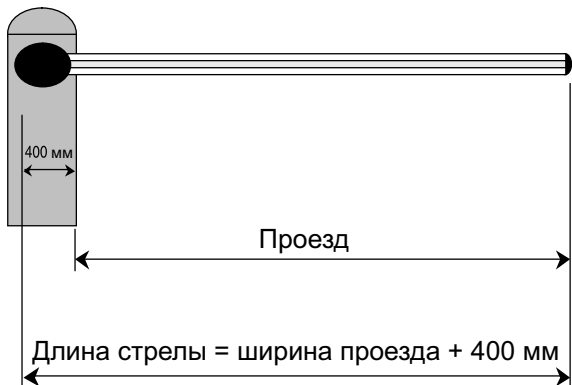 400 мм
Проезд
Длина стрелы = ширина проезда + 400 мм